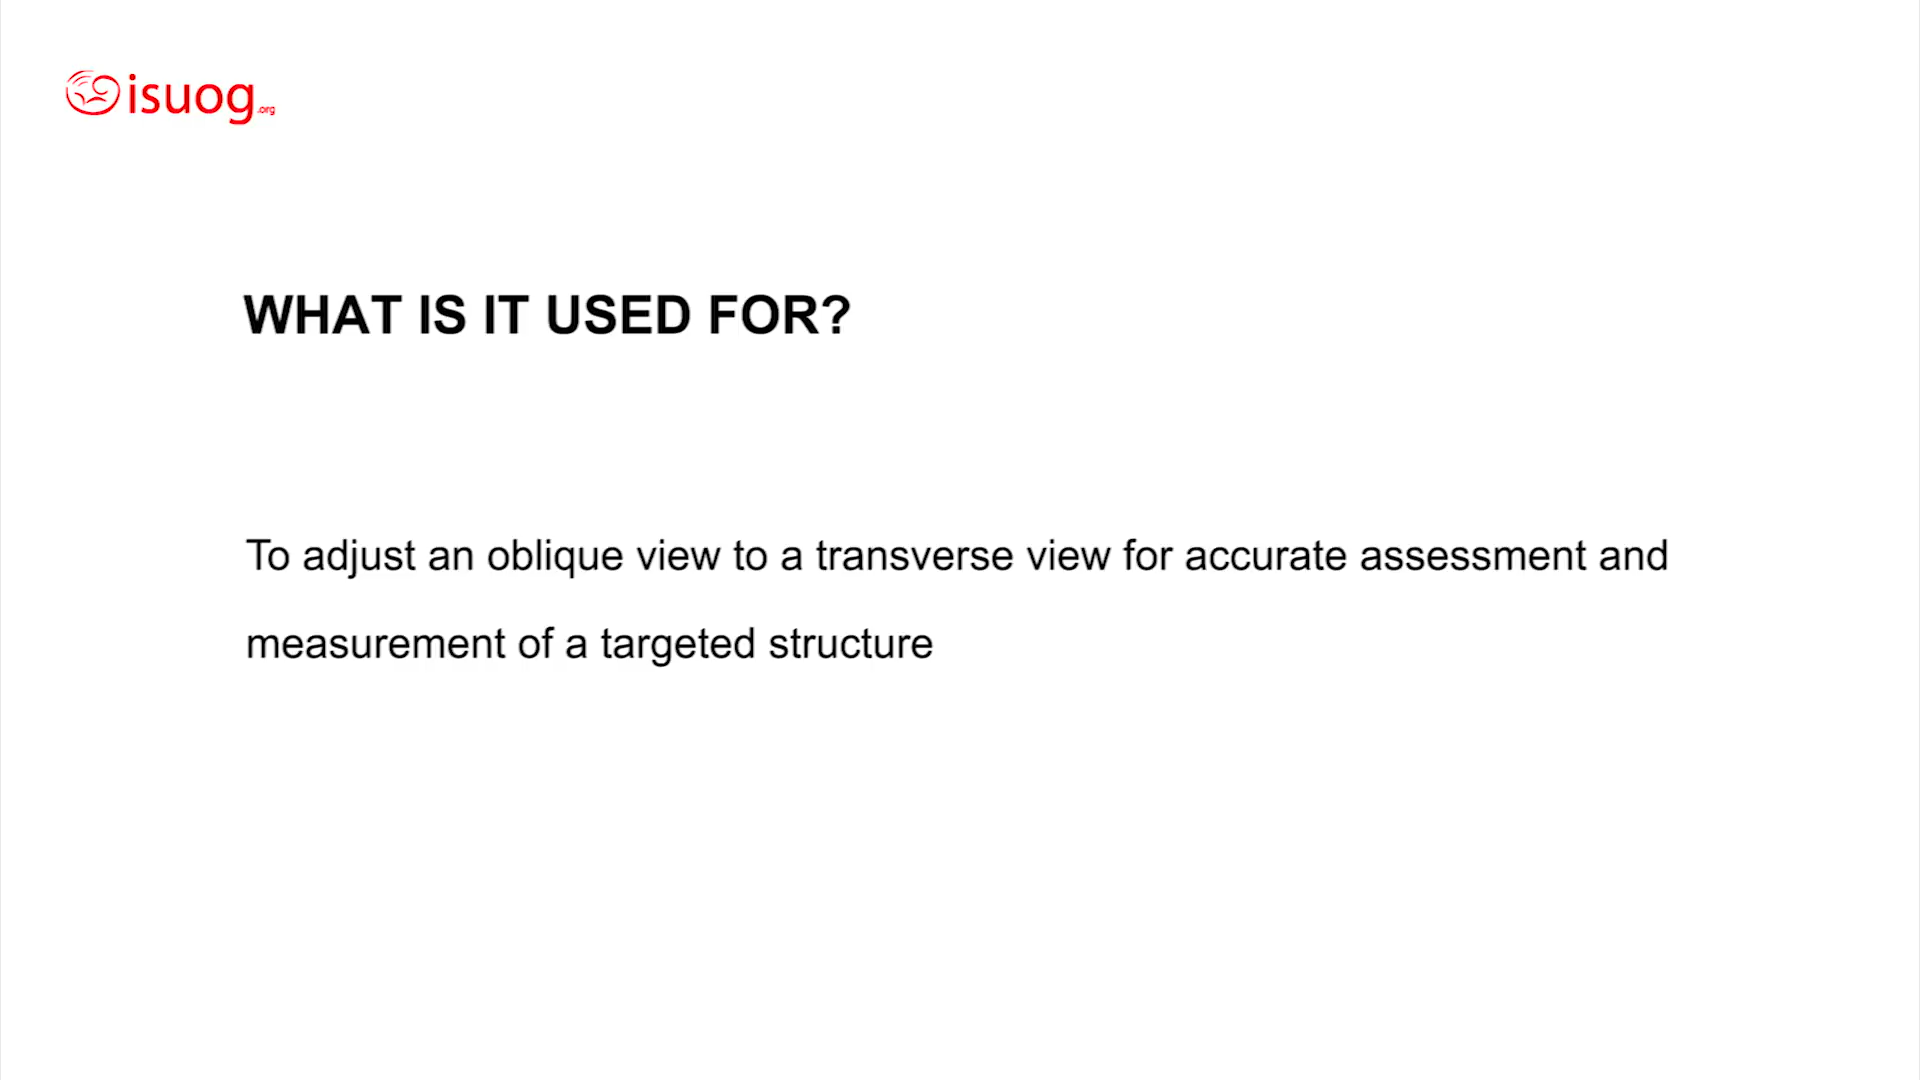 isuog.org
WHAT IS IT USED FOR?
To adjust an oblique view to a transverse view for accurate assessment and
measurement of a targeted structure